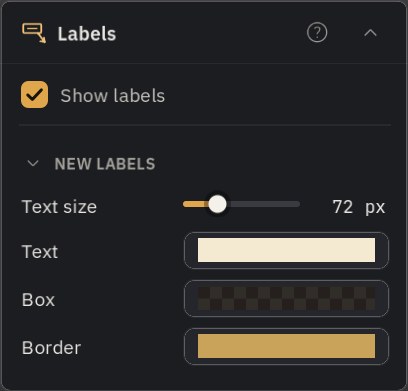 Labels
Show labels
NEW LABELS
Text size 72 px
Text
Box
Border